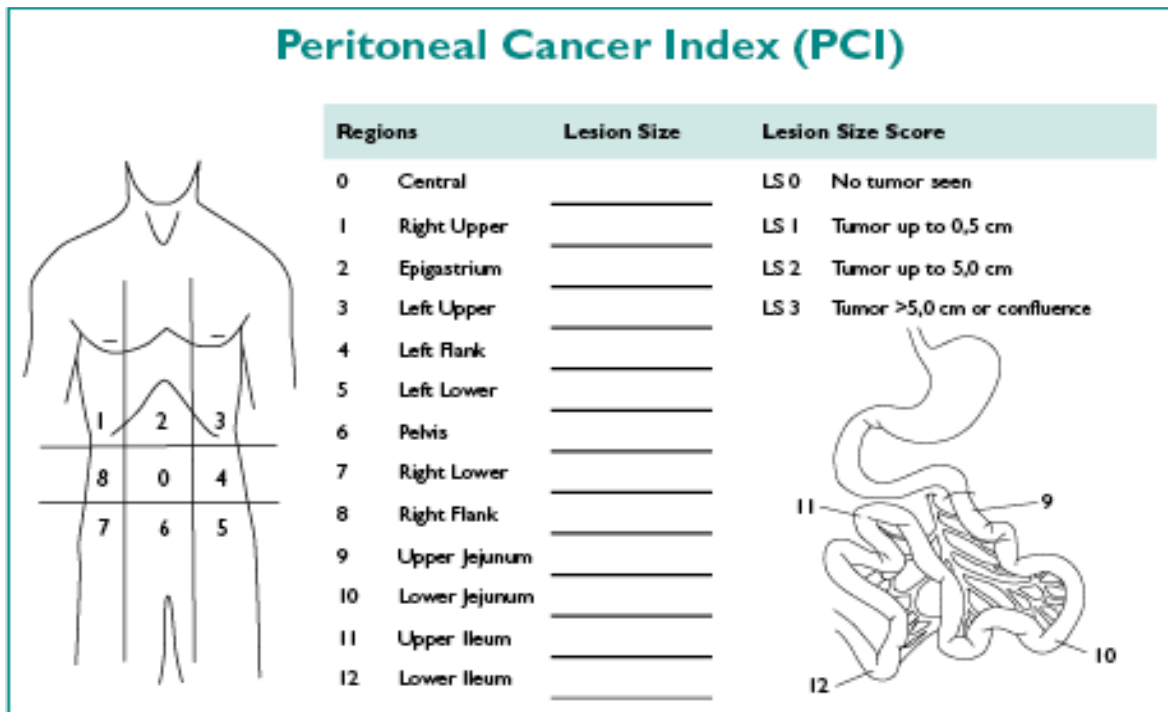 Peritoneal Cancer Index (PCI)
Regions Lesion Size Lesion Size Score
0 Central LS 0 No tumor seen
1 Right Upper LS 1 Tumor up to 0,5 cm
2 Epigastrium LS 2 Tumor up to 5,0 cm
3 Left Upper LS 3 Tumor >5,0 cm or confluence
4 Left Flank
5 Left Lower
6 Pelvis
7 Right Lower
8 Right Flank
9 Upper Jejunum
10 Lower Jejunum
11 Upper Ileum
12 Lower Ileum
1 2 3
8 0 4
7 6 5
11 9
12 10